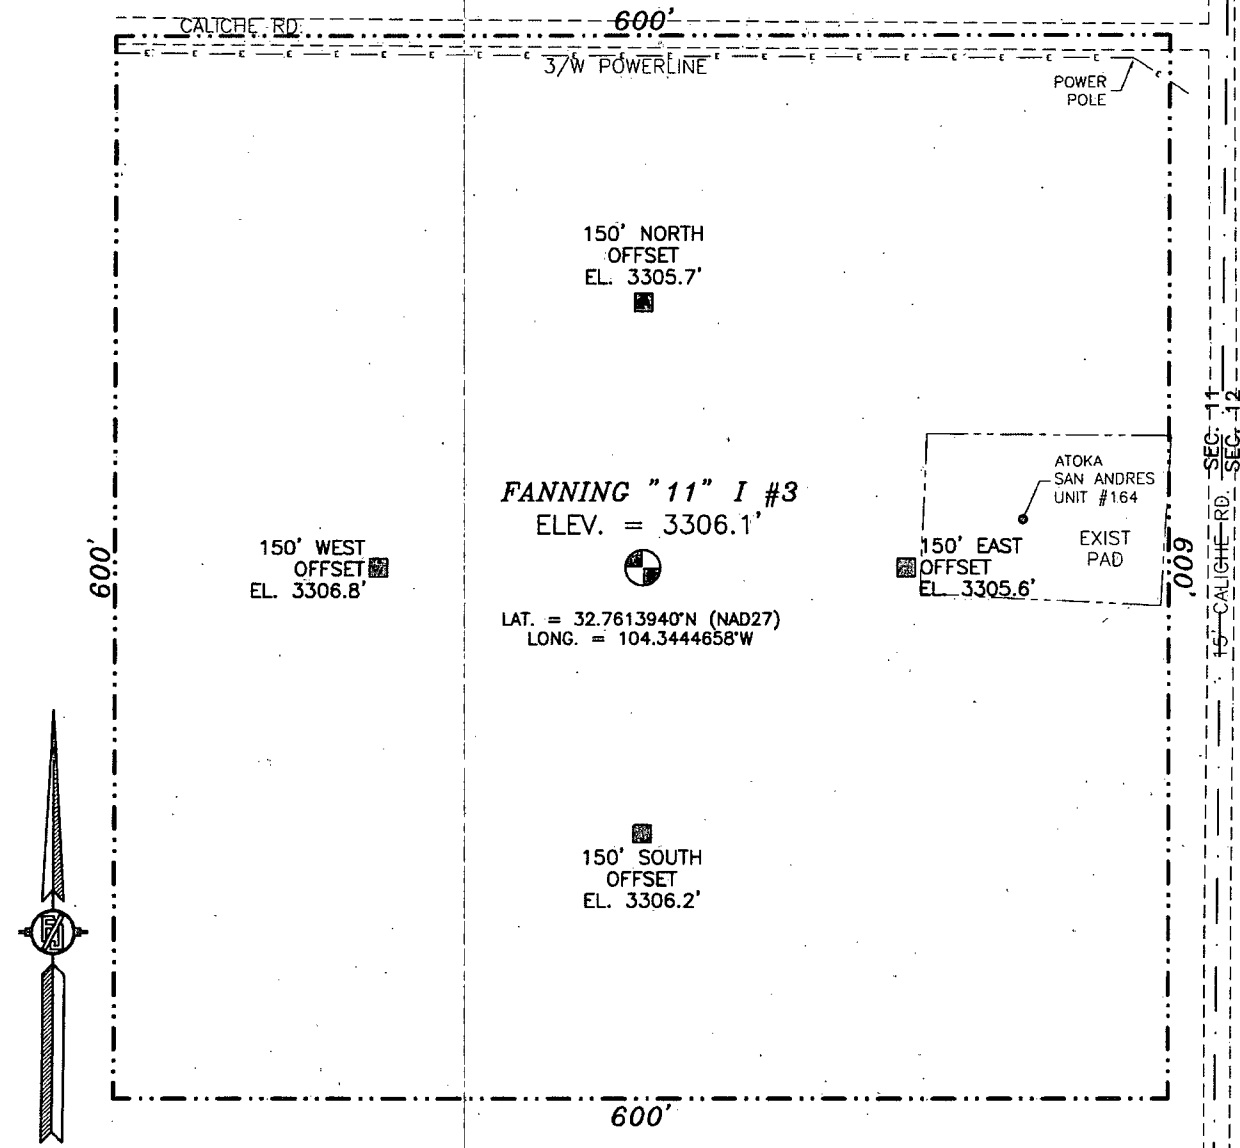 CALICHE RD.
600'
3/W POWERLINE
POWER
POLE
150' NORTH
OFFSET
EL. 3305.7'
SEC. 11
SEC. 12
ATOKA
SAN ANDRES
UNIT #164
EXIST
PAD
FANNING "11" I #3
ELEV. = 3306.1'
150' WEST
OFFSET
EL. 3306.8'
150' EAST
OFFSET
EL. 3305.6'
600'
600'
15' CALICHE RD.
LAT. = 32.7613940°N (NAD27)
LONG. = 104.3444658°W
150' SOUTH
OFFSET
EL. 3306.2'
600'